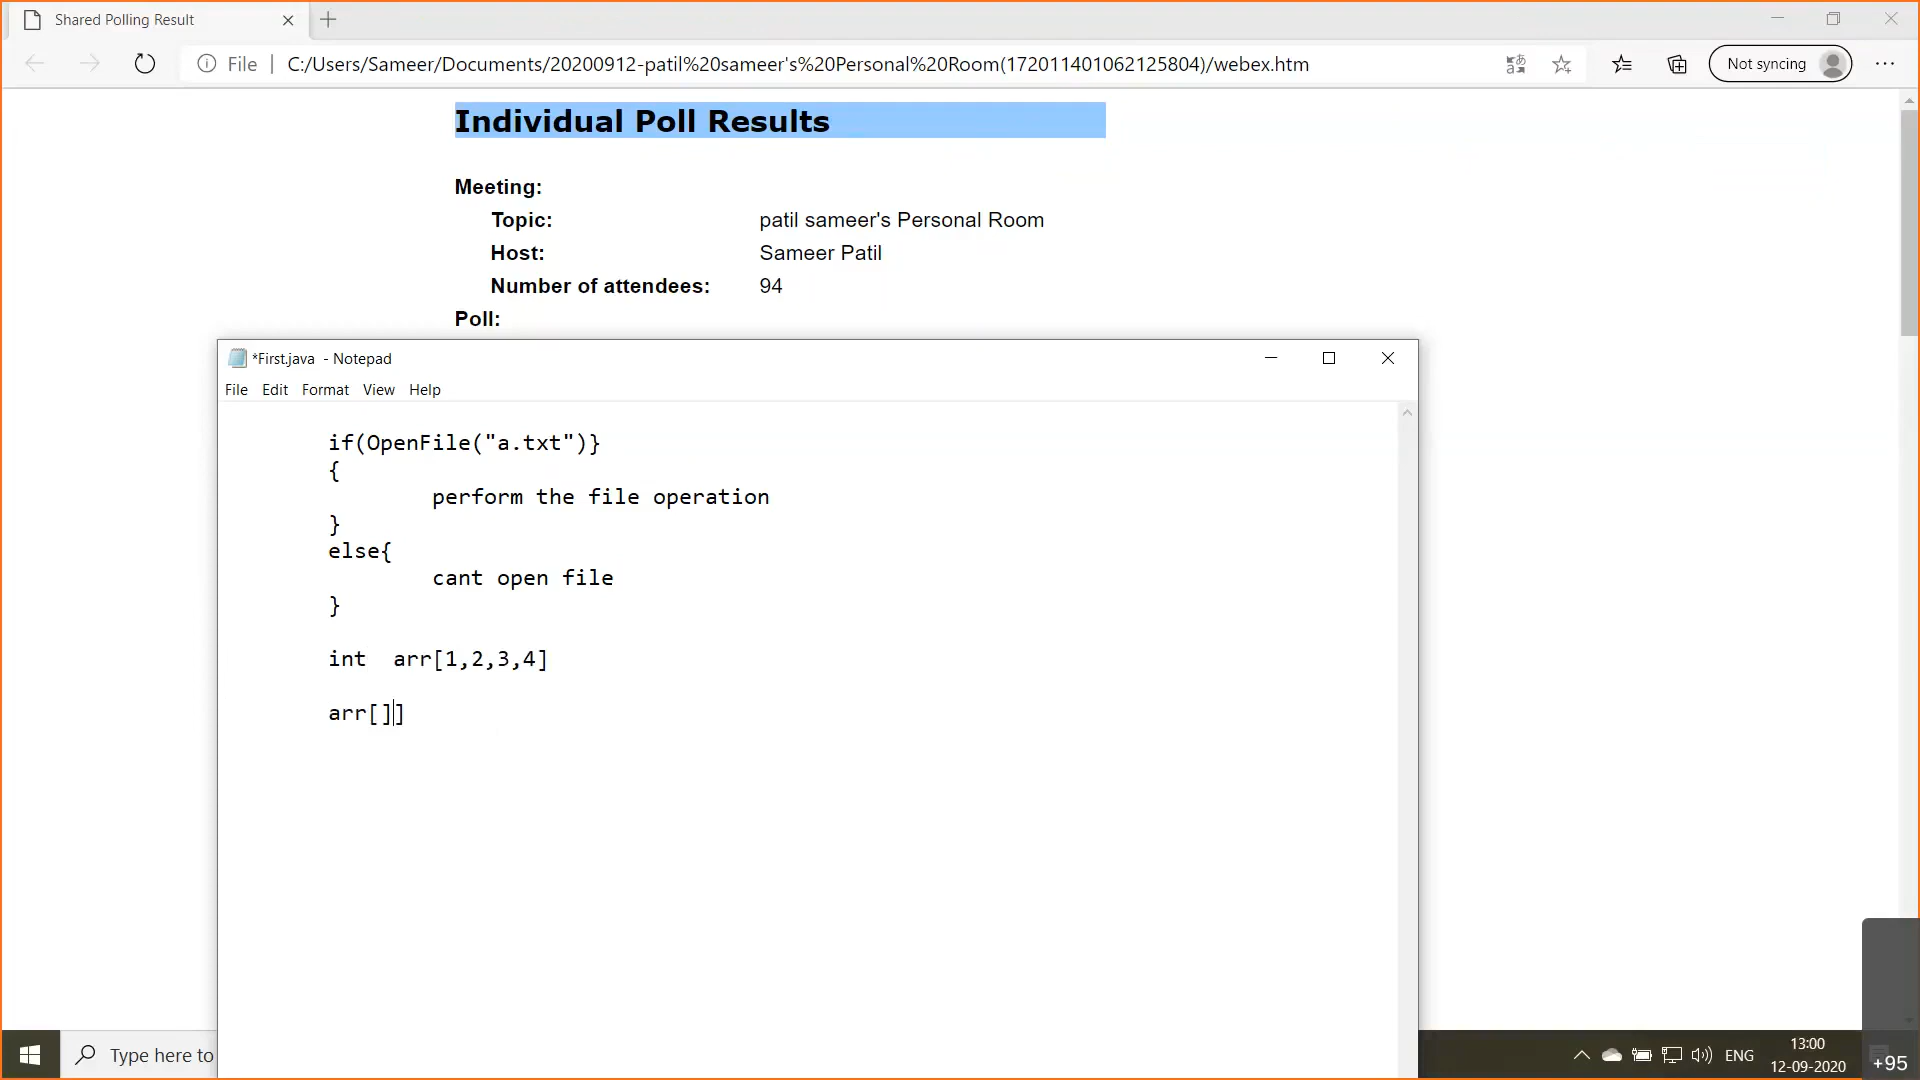 Shared Polling Result
File | C:/Users/Sameer/Documents/20200912-patil%20sameer's%20Personal%20Room(172011401062125804)/webex.htm
Not syncing
Individual Poll Results
Meeting:
Topic: patil sameer's Personal Room
Host: Sameer Patil
Number of attendees: 94
Poll:
*First.java - Notepad
File Edit Format View Help
if(OpenFile("a.txt")}
{
perform the file operation
}
else{
cant open file
}
int arr[1,2,3,4]
arr[]]
Type here to
ENG
13:00
12-09-2020
+95